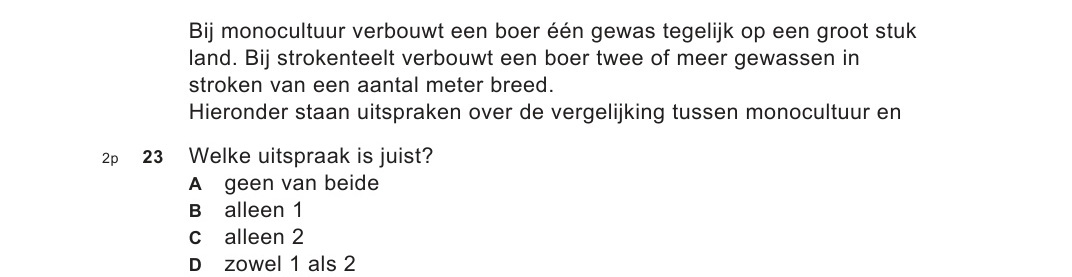 Bij monocultuur verbouwt een boer één gewas tegelijk op een groot stuk
land. Bij strokenteelt verbouwt een boer twee of meer gewassen in
stroken van een aantal meter breed.
Hieronder staan uitspraken over de vergelijking tussen monocultuur en
2p 23 Welke uitspraak is juist?
A geen van beide
B alleen 1
C alleen 2
D zowel 1 als 2